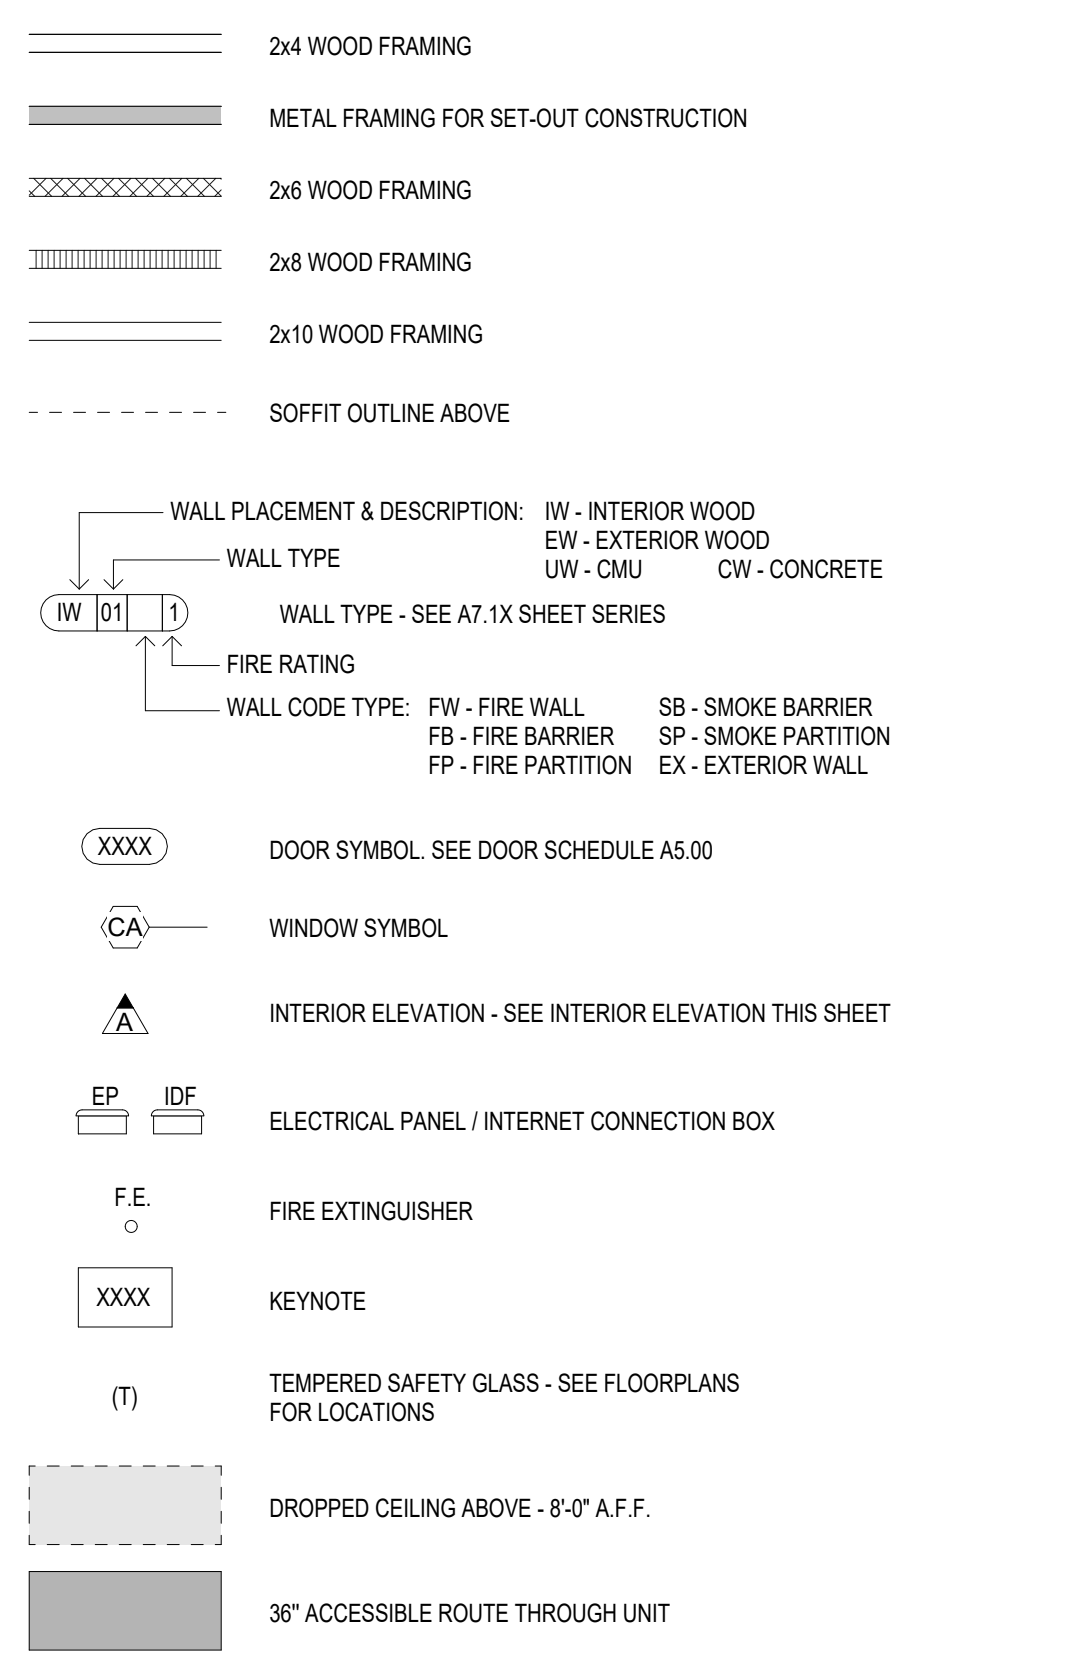 2x4 WOOD FRAMING
METAL FRAMING FOR SET-OUT CONSTRUCTION
2x6 WOOD FRAMING
2x8 WOOD FRAMING
2x10 WOOD FRAMING
SOFFIT OUTLINE ABOVE
WALL PLACEMENT & DESCRIPTION: IW - INTERIOR WOOD
EW - EXTERIOR WOOD
WALL TYPE
UW - CMU CW - CONCRETE
IW 01 1 WALL TYPE - SEE A7.1X SHEET SERIES
FIRE RATING
WALL CODE TYPE: FW - FIRE WALL SB - SMOKE BARRIER
FB - FIRE BARRIER SP - SMOKE PARTITION
FP - FIRE PARTITION EX - EXTERIOR WALL
XXXX DOOR SYMBOL. SEE DOOR SCHEDULE A5.00
CA WINDOW SYMBOL
A INTERIOR ELEVATION - SEE INTERIOR ELEVATION THIS SHEET
EP IDF
ELECTRICAL PANEL / INTERNET CONNECTION BOX
F.E.
FIRE EXTINGUISHER
XXXX KEYNOTE
(T) TEMPERED SAFETY GLASS - SEE FLOORPLANS
FOR LOCATIONS
DROPPED CEILING ABOVE - 8'-0" A.F.F.
36" ACCESSIBLE ROUTE THROUGH UNIT